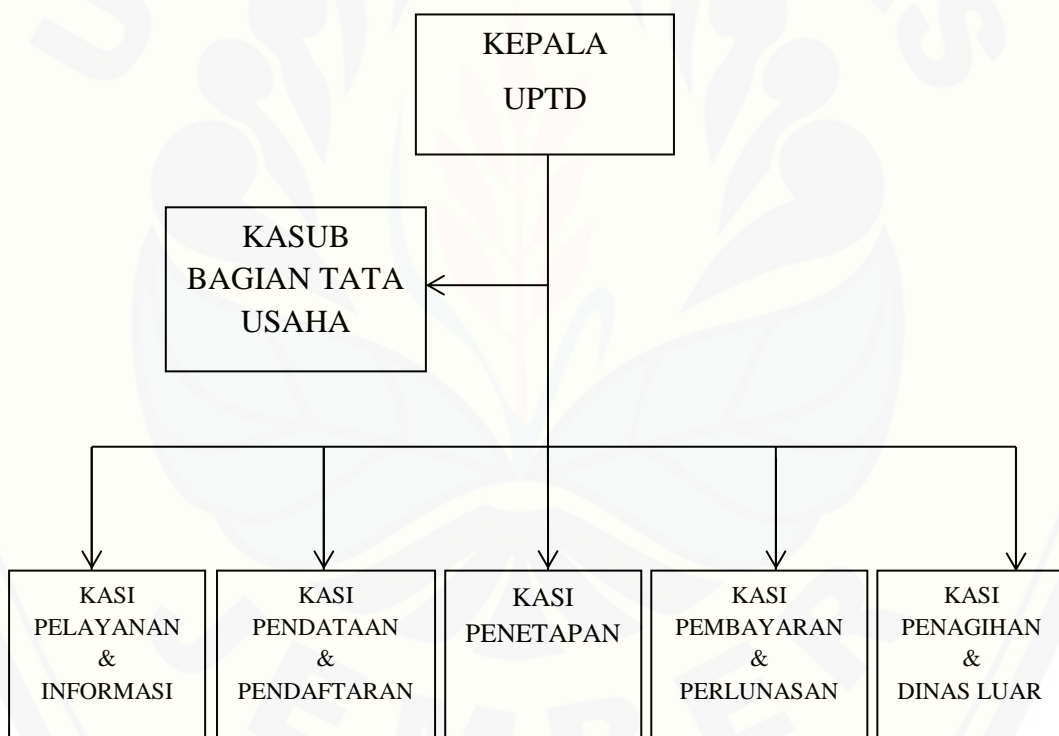 KEPALA
UPTD
KASUB
BAGIAN TATA
USAHA
KASI
PELAYANAN
&
INFORMASI
KASI
PENDATAAN
&
PENDAFTARAN
KASI
PENETAPAN
KASI
PEMBAYARAN
&
PERLUNASAN
KASI
PENAGIHAN
&
DINAS LUAR